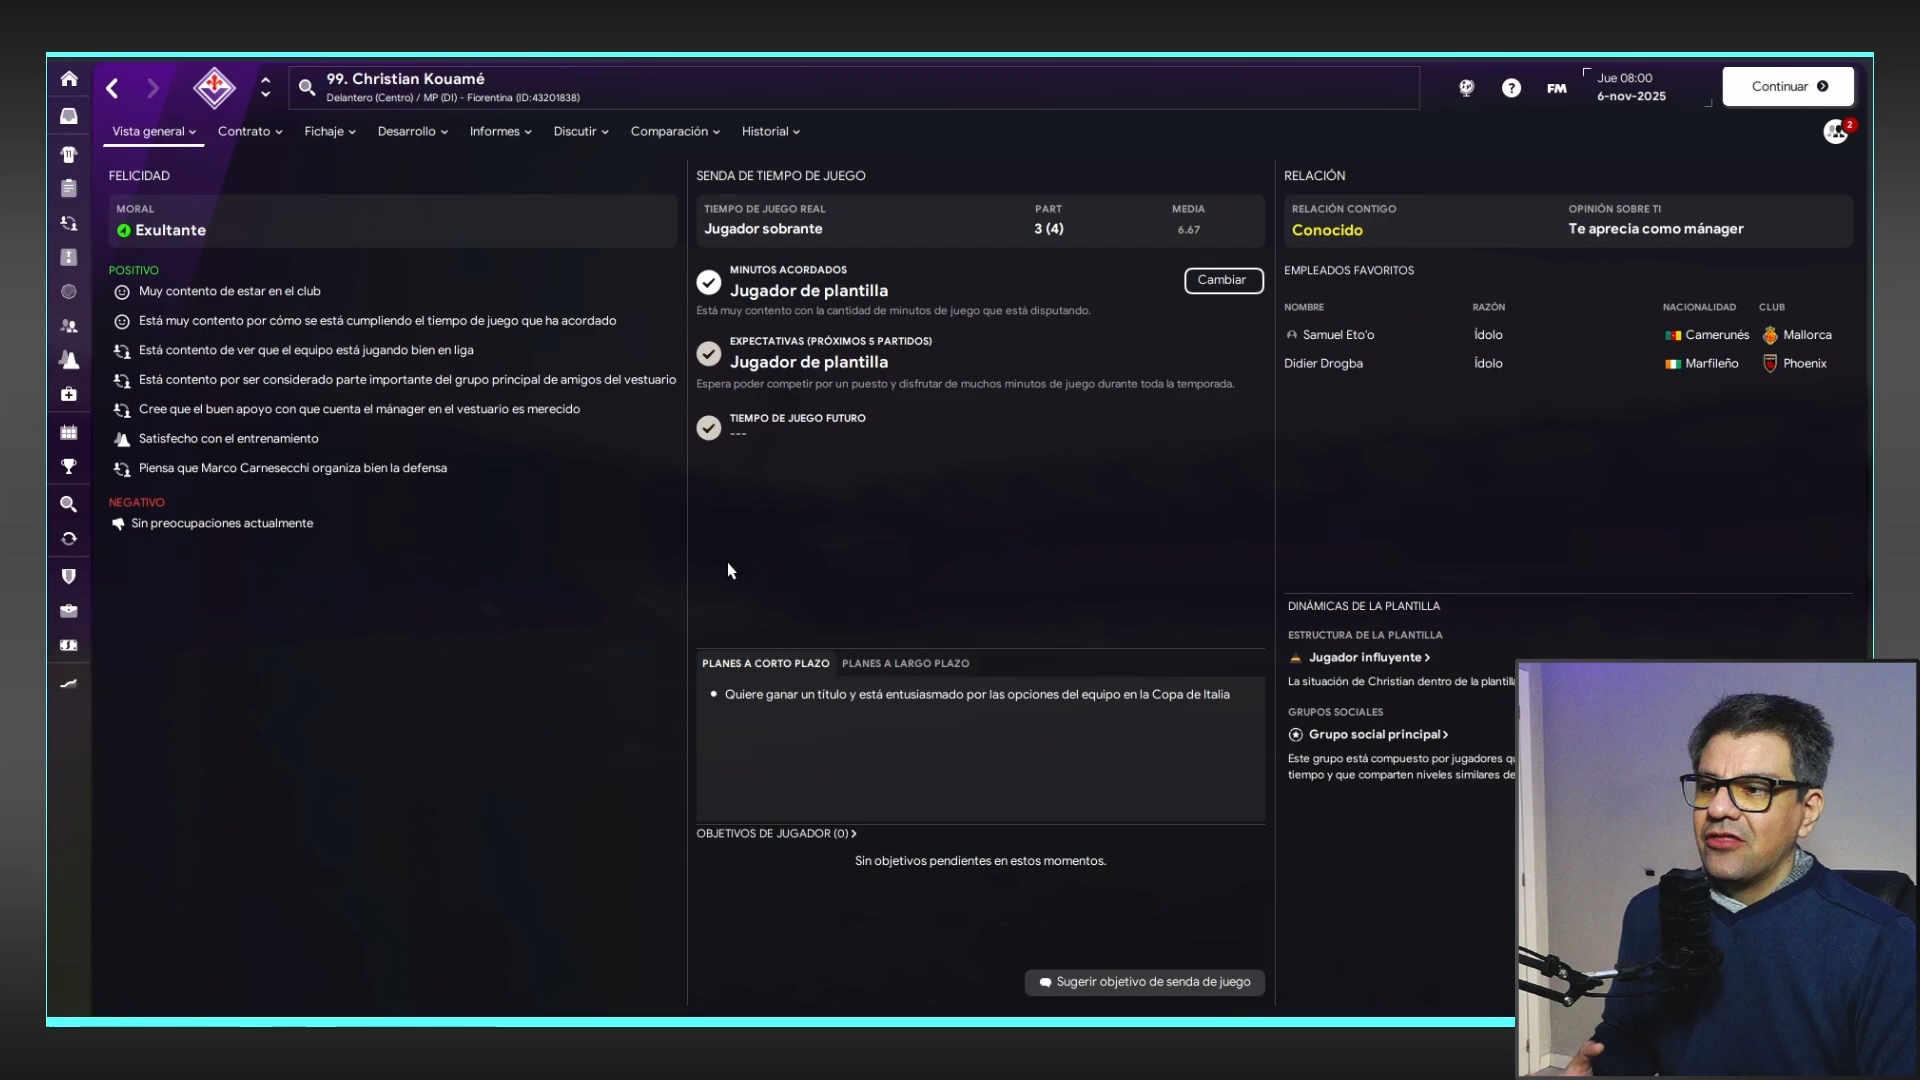 99. Christian Kouamé
Delantero (Centro) / MP (DI) - Fiorentina (ID:43201838)
?
FM
Jue 08:00
6-nov-2025
Continuar
Vista general
Contrato
Fichaje
Desarrollo
Informes
Discutir
Comparación
Historial
2
FELICIDAD
MORAL
Exultante
POSITIVO
Muy contento de estar en el club
Está muy contento por cómo se está cumpliendo el tiempo de juego que ha acordado
Está contento de ver que el equipo está jugando bien en liga
Está contento por ser considerado parte importante del grupo principal de amigos del vestuario
Cree que el buen apoyo con que cuenta el mánager en el vestuario es merecido
Satisfecho con el entrenamiento
Piensa que Marco Carnesecchi organiza bien la defensa
NEGATIVO
Sin preocupaciones actualmente
SENDA DE TIEMPO DE JUEGO
TIEMPO DE JUEGO REAL PART MEDIA
Jugador sobrante 3 (4) 6.67
MINUTOS ACORDADOS
Jugador de plantilla
Cambiar
Está muy contento con la cantidad de minutos de juego que está disputando.
EXPECTATIVAS (PRÓXIMOS 5 PARTIDOS)
Jugador de plantilla
Espera poder competir por un puesto y disfrutar de muchos minutos de juego durante toda la temporada.
TIEMPO DE JUEGO FUTURO
---
PLANES A CORTO PLAZO PLANES A LARGO PLAZO
• Quiere ganar un título y está entusiasmado por las opciones del equipo en la Copa de Italia
OBJETIVOS DE JUGADOR (0)
Sin objetivos pendientes en estos momentos.
Sugerir objetivo de senda de juego
RELACIÓN
RELACIÓN CONTIGO OPINIÓN SOBRE TI
Conocido Te aprecia como mánager
EMPLEADOS FAVORITOS
NOMBRE RAZÓN NACIONALIDAD CLUB
Samuel Eto'o Ídolo Camerunés Mallorca
Didier Drogba Ídolo Marfileño Phoenix
DINÁMICAS DE LA PLANTILLA
ESTRUCTURA DE LA PLANTILLA
Jugador influyente
La situación de Christian dentro de la plantilla
GRUPOS SOCIALES
Grupo social principal
Este grupo está compuesto por jugadores
tiempo y que comparten niveles similares de